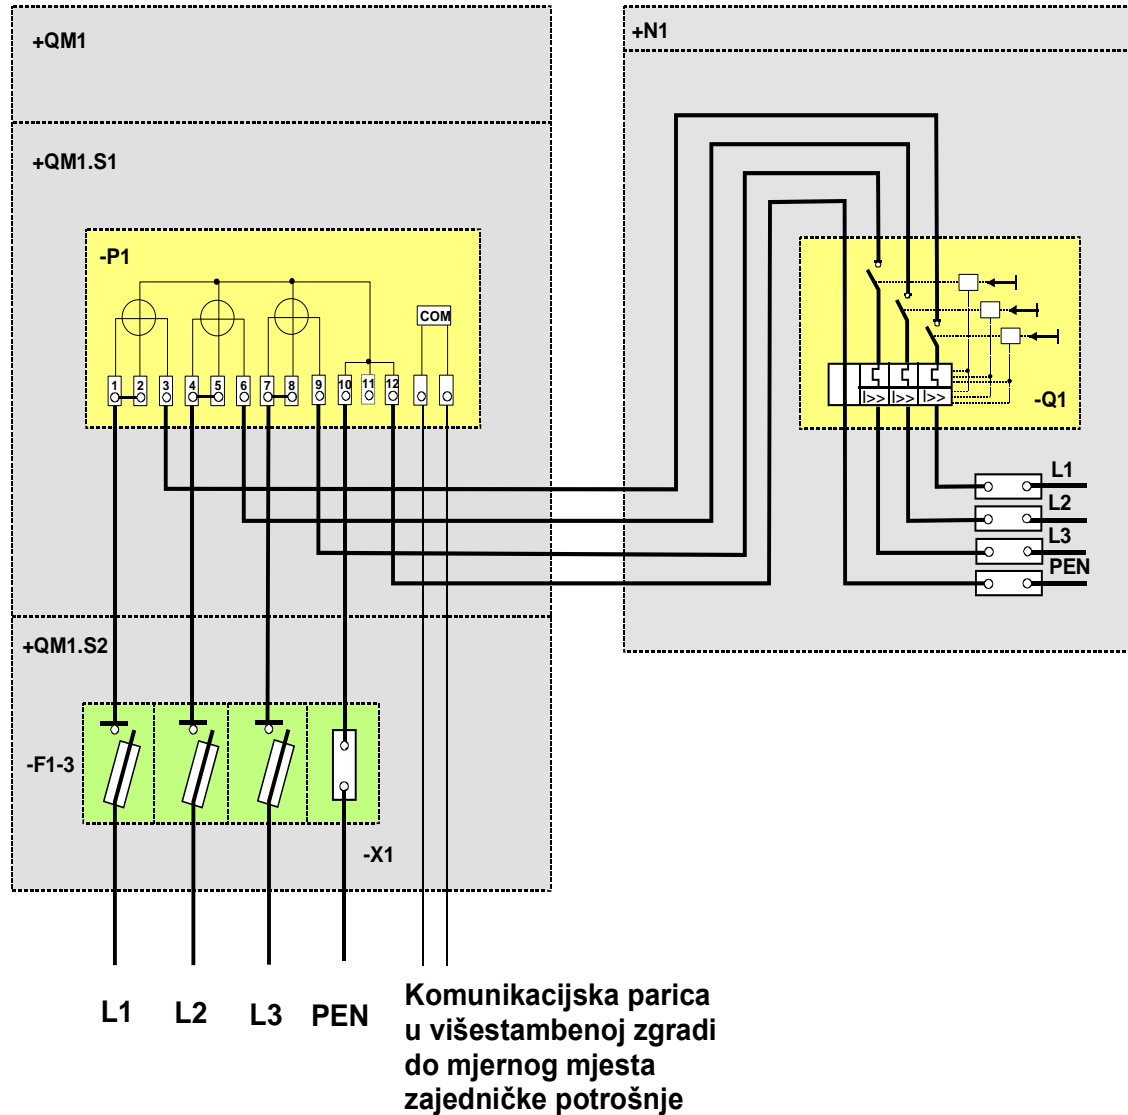 +QM1
+N1
+QM1.S1
-P1
COM
1 2 3 4 5 6 7 8 9 10 11 12
I>> I>> I>>
-Q1
L1
L2
L3
PEN
+QM1.S2
-F1-3
-X1
L1 L2 L3 PEN
Komunikacijska parica
u višestambenoj zgradi
do mjernog mjesta
zajedničke potrošnje